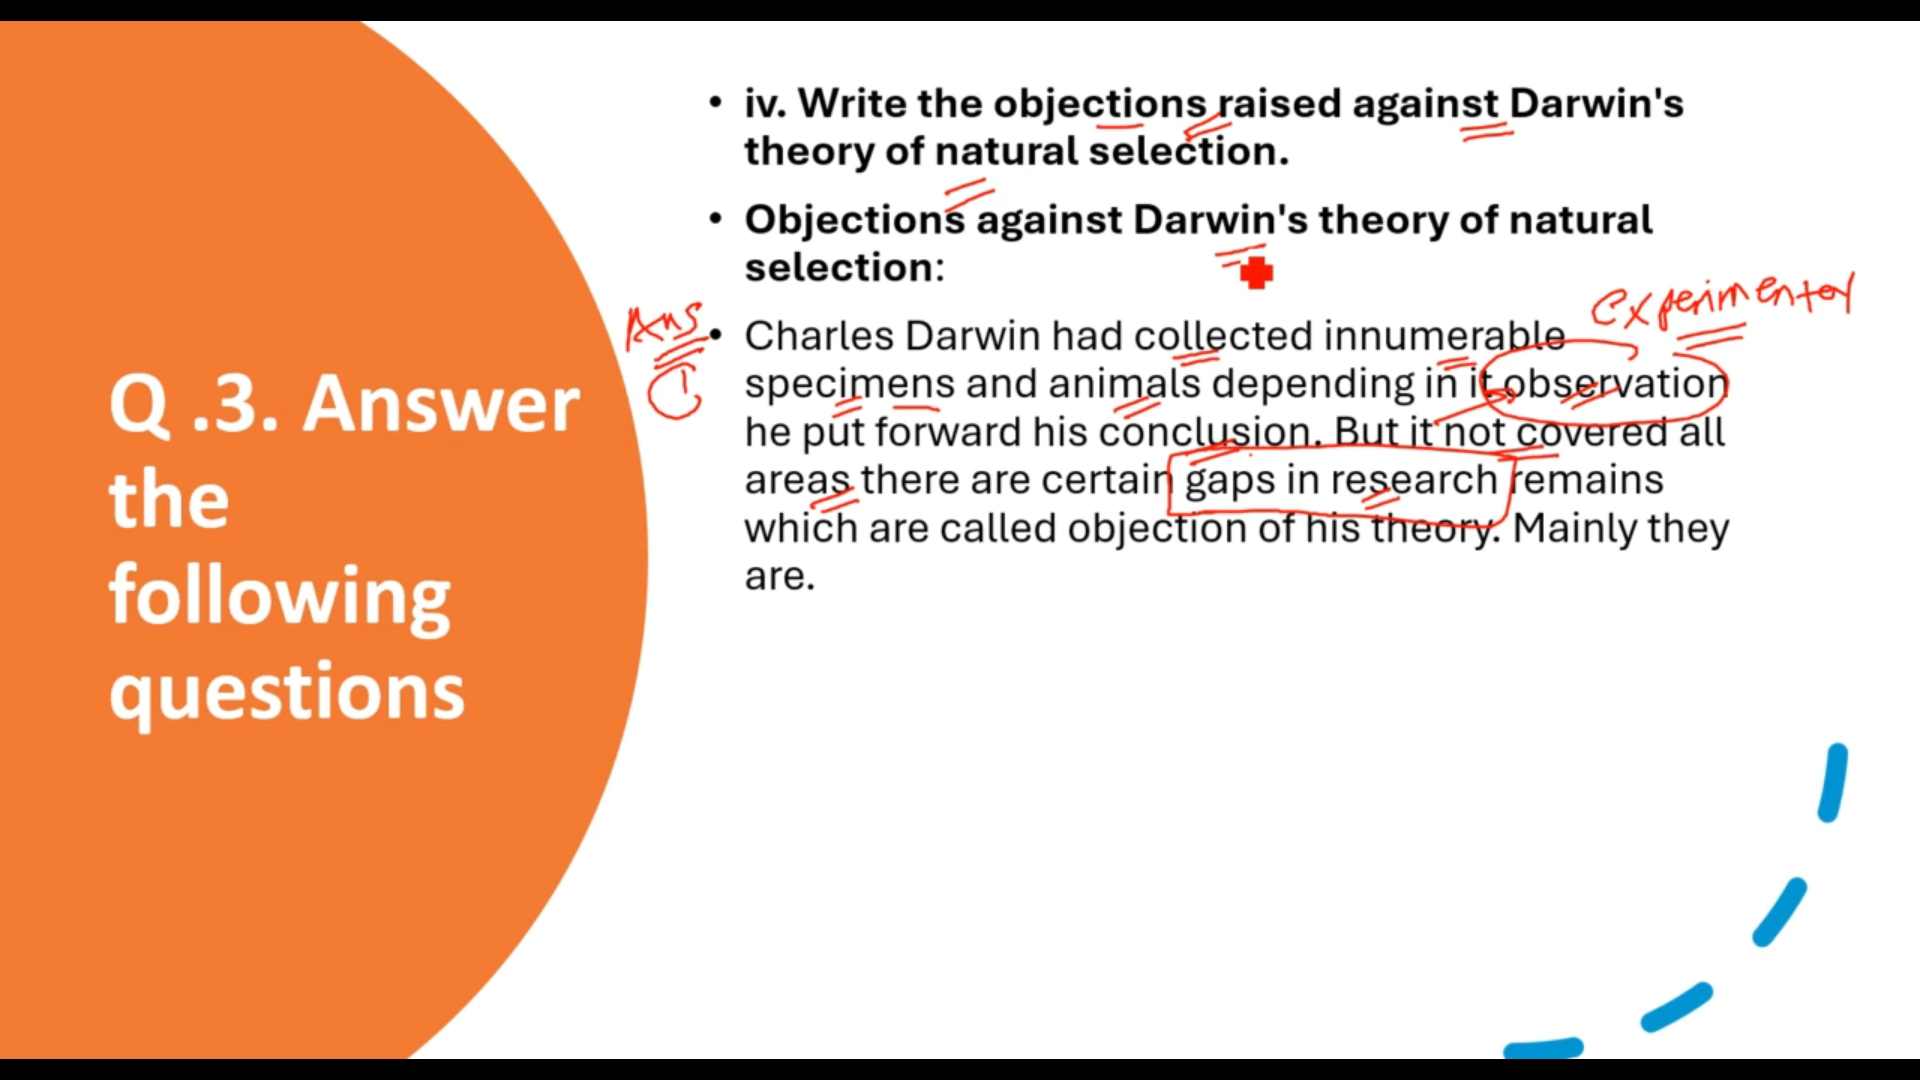 Q .3. Answer
the
following
questions
• iv. Write the objections raised against Darwin's
theory of natural selection.
• Objections against Darwin's theory of natural
selection:
experimental
Ans
• Charles Darwin had collected innumerable
specimens and animals depending in it observation
he put forward his conclusion. But it not covered all
areas there are certain gaps in research remains
which are called objection of his theory. Mainly they
are.